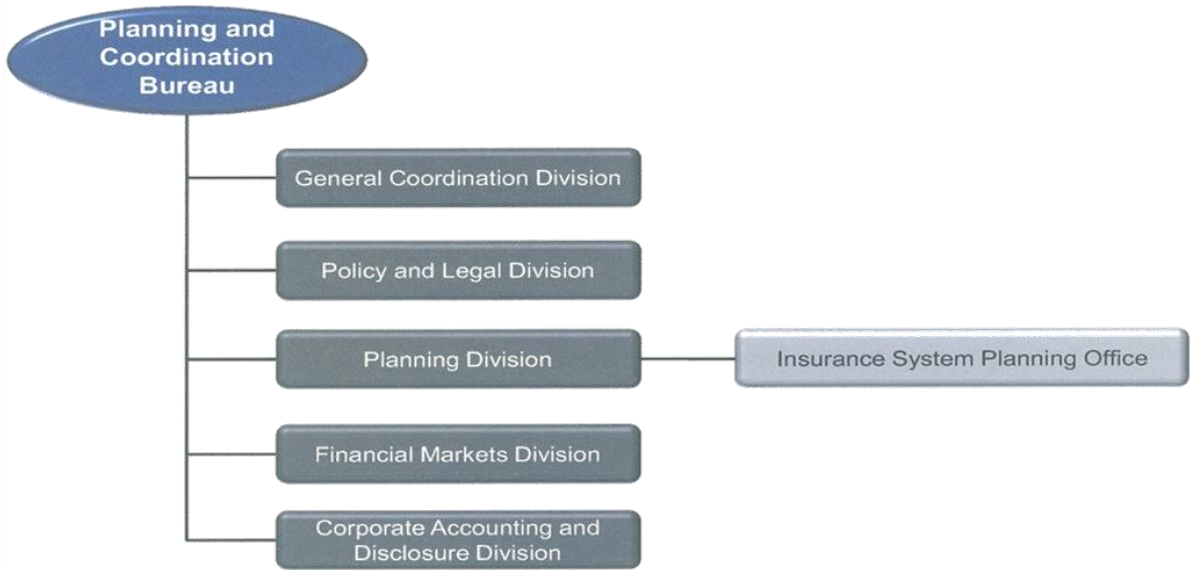 Planning and
Coordination
Bureau
General Coordination Division
Policy and Legal Division
Planning Division
Insurance System Planning Office
Financial Markets Division
Corporate Accounting and
Disclosure Division